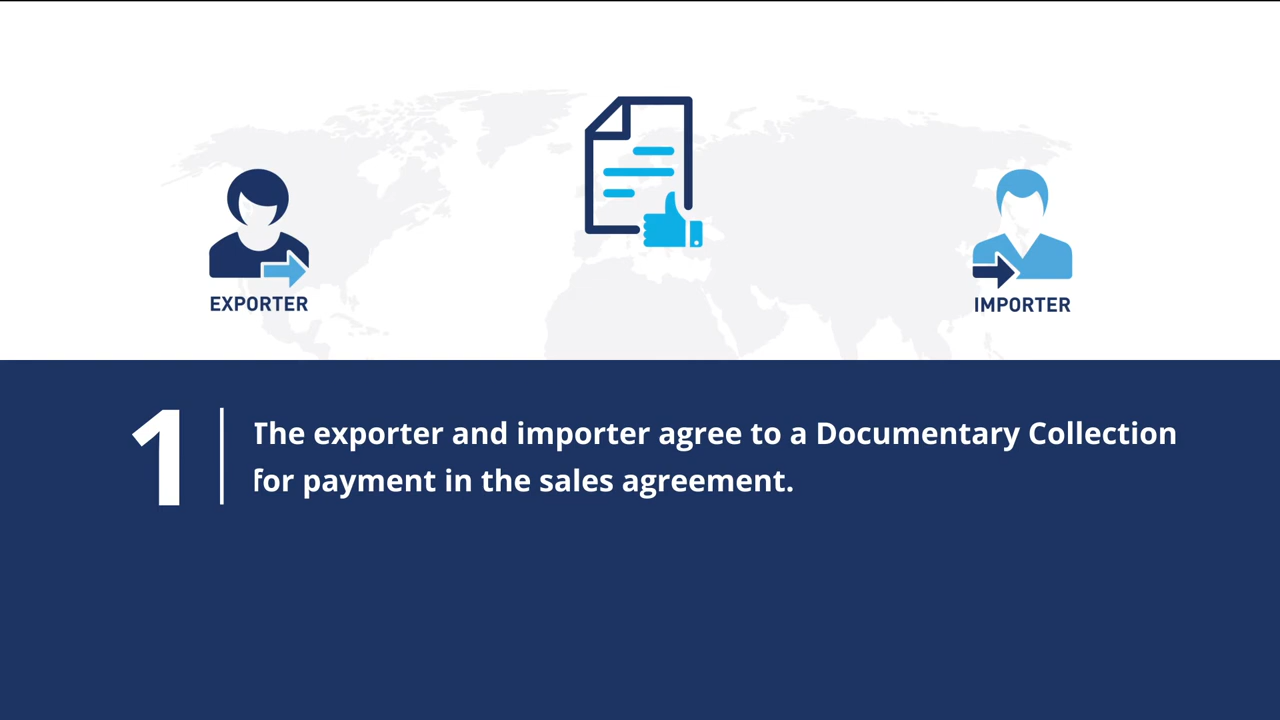 EXPORTER
IMPORTER
1
The exporter and importer agree to a Documentary Collection
for payment in the sales agreement.